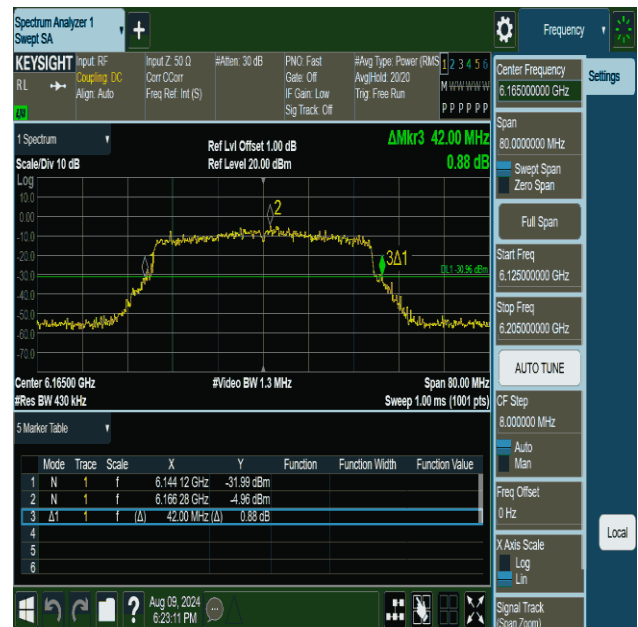 Spectrum Analyzer 1
Swept SA
+
Frequency
KEYSIGHT
RL
Input: RF
Coupling: DC
Align: Auto
Input Z: 50 Ω
Corr CCorr
Freq Ref: Int (S)
#Atten: 30 dB
PNO: Fast
Gate: Off
IF Gain: Low
Sig Track: Off
#Avg Type: Power (RMS
Avg|Hold: 20/20
Trig: Free Run
1 2 3 4 5 6
M W W W W W
P P P P P P
1 Spectrum
Scale/Div 10 dB
Ref Lvl Offset 1.00 dB
Ref Level 20.00 dBm
ΔMkr3 42.00 MHz
0.88 dB
Log
10.0
0.00
-10.0
-20.0
-30.0
-40.0
-50.0
-60.0
-70.0
1
2
3Δ1
DL1 -30.96 dBm
Center 6.16500 GHz
#Video BW 1.3 MHz
Span 80.00 MHz
#Res BW 430 kHz
Sweep 1.00 ms (1001 pts)
5 Marker Table
Mode Trace Scale X Y Function Function Width Function Value
1 N 1 f 6.144 12 GHz -31.99 dBm
2 N 1 f 6.166 28 GHz -4.96 dBm
3 Δ1 1 f (Δ) 42.00 MHz (Δ) 0.88 dB
4
5
6
?
Aug 09, 2024
6:23:11 PM
Center Frequency
6.165000000 GHz
Settings
Span
80.0000000 MHz
Swept Span
Zero Span
Full Span
Start Freq
6.125000000 GHz
Stop Freq
6.205000000 GHz
AUTO TUNE
CF Step
8.000000 MHz
Auto
Man
Freq Offset
0 Hz
X Axis Scale
Log
Lin
Local
Signal Track
(Span Zoom)